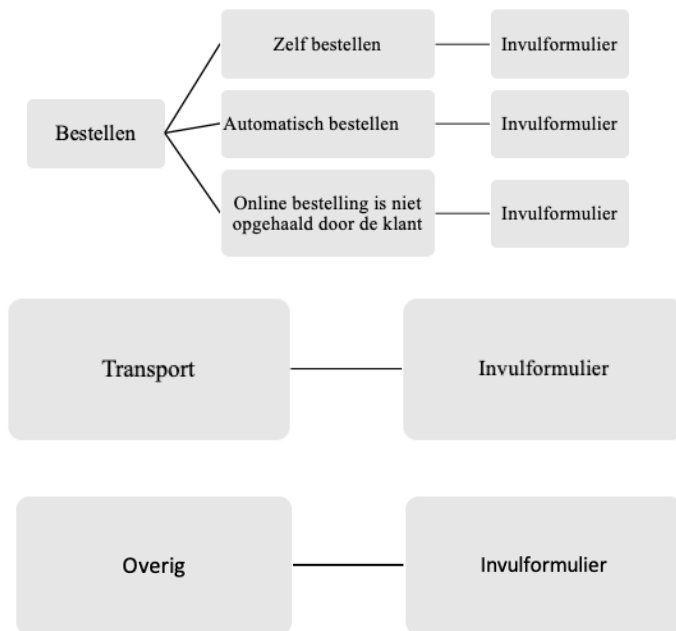 Zelf bestellen
Invulformulier
Bestellen
Automatisch bestellen
Invulformulier
Online bestelling is niet
opgehaald door de klant
Invulformulier
Transport
Invulformulier
Overig
Invulformulier